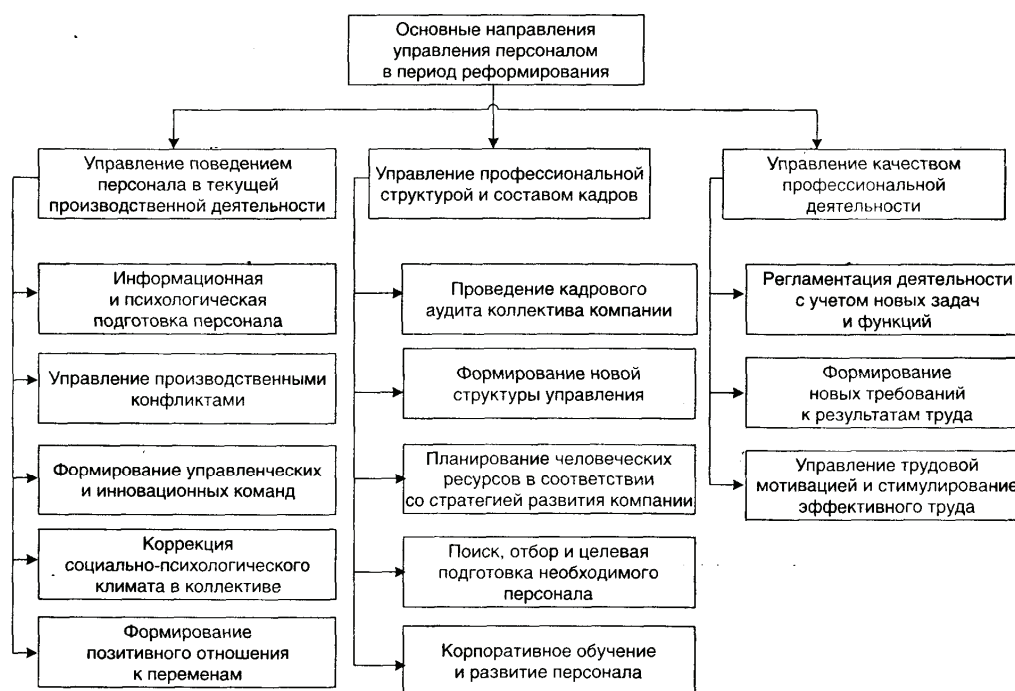 Основные направления
управления персоналом
в период реформирования
Управление поведением
персонала в текущей
производственной деятельности
Информационная
и психологическая
подготовка персонала
Управление производственными
конфликтами
Формирование управленческих
и инновационных команд
Коррекция
социально-психологического
климата в коллективе
Формирование
позитивного отношения
к переменам
Управление профессиональной
структурой и составом кадров
Проведение кадрового
аудита коллектива компании
Формирование новой
структуры управления
Планирование человеческих
ресурсов в соответствии
со стратегией развития компании
Поиск, отбор и целевая
подготовка необходимого
персонала
Корпоративное обучение
и развитие персонала
Управление качеством
профессиональной
деятельности
Регламентация деятельности
с учетом новых задач
и функций
Формирование
новых требований
к результатам труда
Управление трудовой
мотивацией и стимулирование
эффективного труда